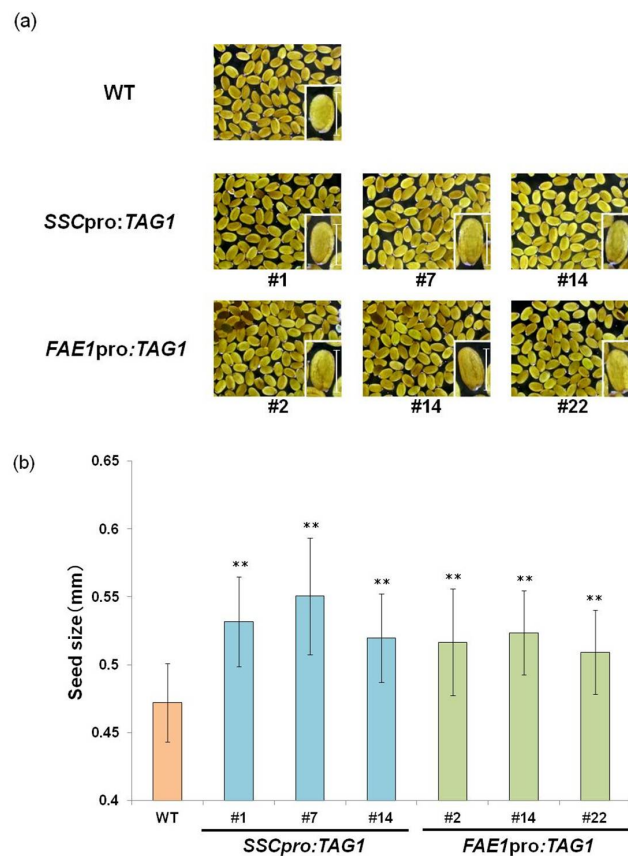 (a)
WT
SSCpro:TAG1
#1 #7 #14
FAE1pro:TAG1
#2 #14 #22
(b)
0.65
0.6
0.55
0.5
0.45
0.4
Seed size(mm)
** ** ** ** ** **
WT #1 #7 #14 #2 #14 #22
SSCpro:TAG1 FAE1pro:TAG1